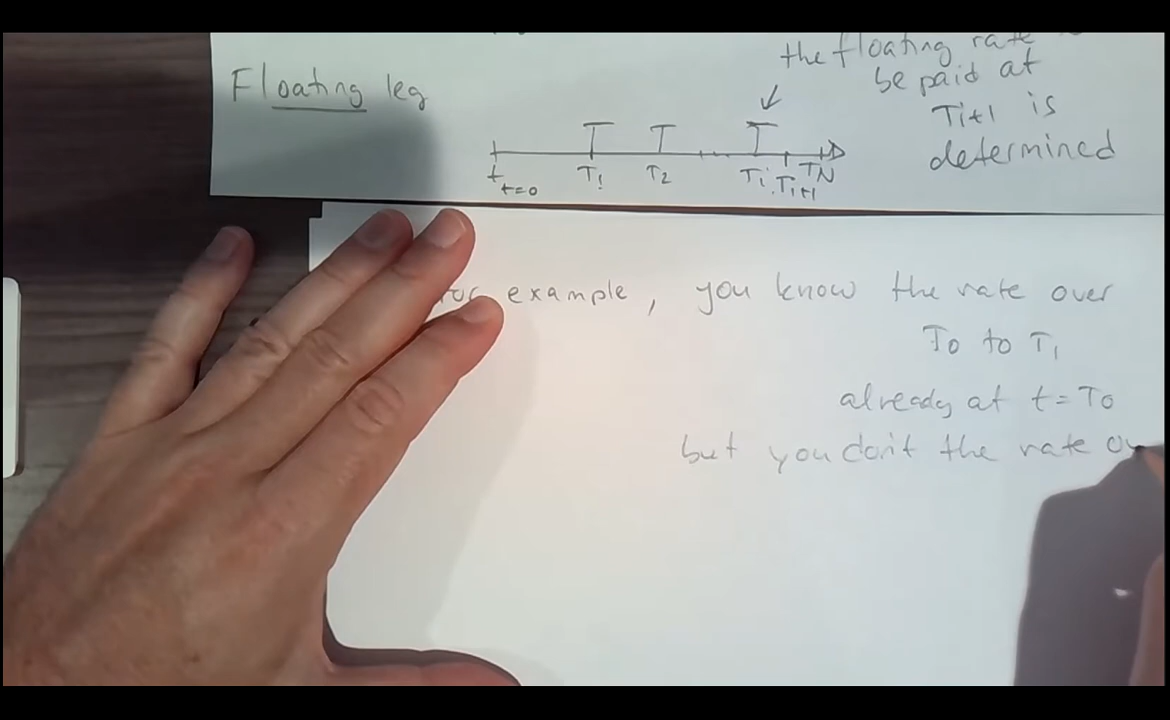 the floating rate
be paid at
Ti+1 is
determined
Floating leg
t t=0 T1 T2 Ti Ti+1 TN
example, you know the rate over
To to T1
already at t=To
but you don't the rate